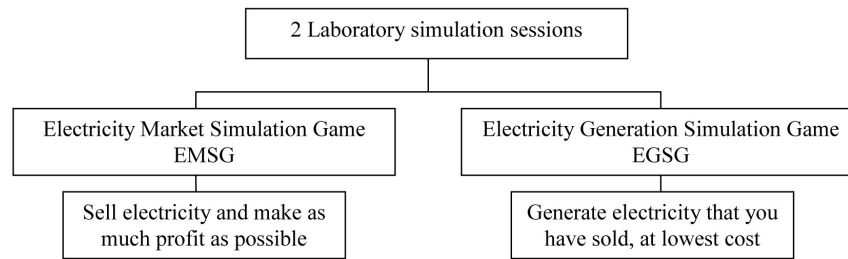 2 Laboratory simulation sessions
Electricity Market Simulation Game
EMSG
Electricity Generation Simulation Game
EGSG
Sell electricity and make as
much profit as possible
Generate electricity that you
have sold, at lowest cost